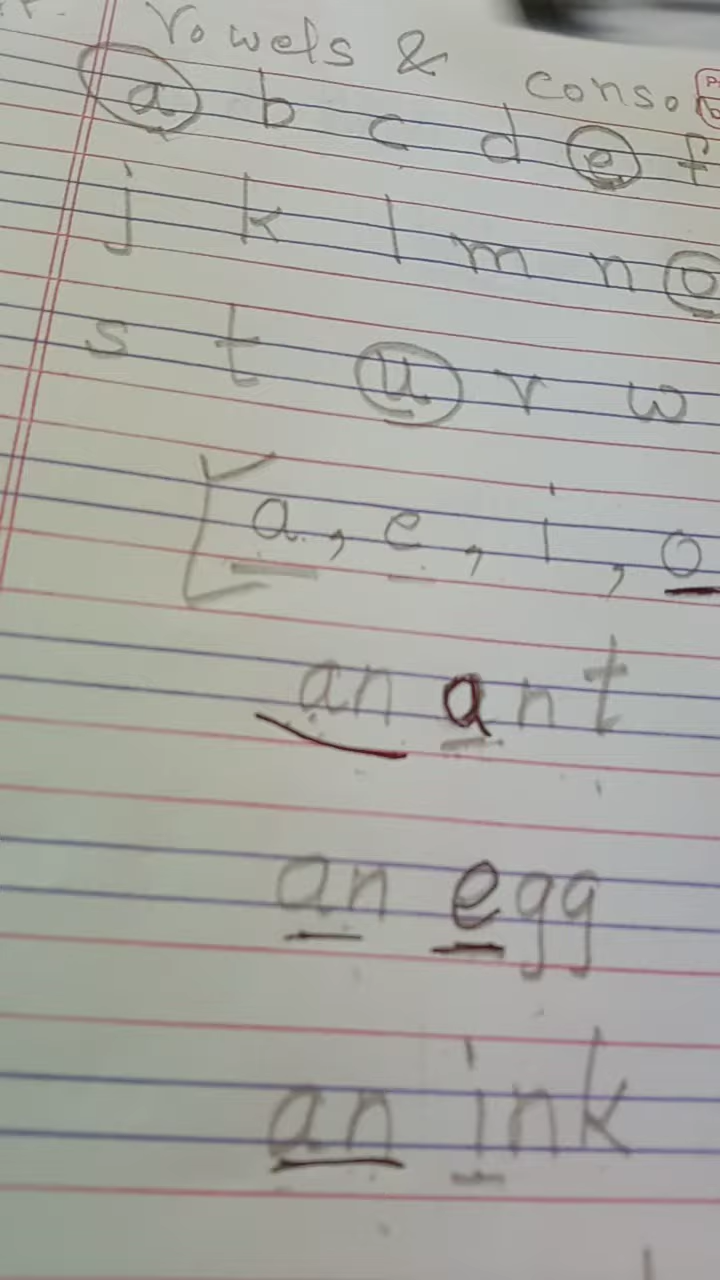 Vowels & conso
a b c d e f
j k l m n o
s t u v w
[a, e, i, o
an ant
an egg
an ink